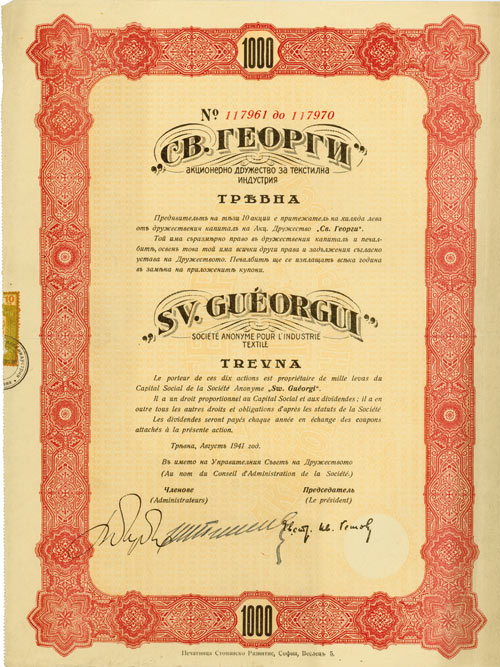 1000
№ 117961 до 117970
„СВ. ГЕОРГИ“
АКЦИОНЕРНО ДРУЖЕСТВО ЗА ТЕКСТИЛНА
ИНДУСТРИЯ
ТРѢВНА
Предявительтъ на тѣзи 10 акции е притежатель на хиляда лева
отъ дружествения капиталъ на Акц. Дружество „Св. Георги“.
Той има съразмѣрно право въ дружествения капиталъ и печал-
битѣ, освенъ това той има всички други права и задължения съгласно
устава на Дружеството. Печалбитѣ ще се изплащатъ всѣка година
въ замѣна на приложенитѣ купони.
„SV. GUÉORGUI“
SOCIÉTÉ ANONYME POUR L'INDUSTRIE
TEXTILE
TREVNA
Le porteur de ces dix actions est propriétaire de mille levas du
Capital Social de la Société Anonyme „Sw. Guéorgi“.
Il a un droit proportionnel au Capital Social et aux dividendes: il a en
outre tous les autres droits et obligations d'après les statuts de la Société
Les dividendes seront payés chaque année en échange des coupons
attachés à la présente action.
Трѣвна, Августъ 1941 год.
Въ името на Управителния Съветъ на Дружеството
(Au nom du Conseil d'Administration de la Société.)
Членове Председатель
(Administrateurs) (Le président)
1000
Печатница Стопанско Развитие, София, Веслецъ 5.